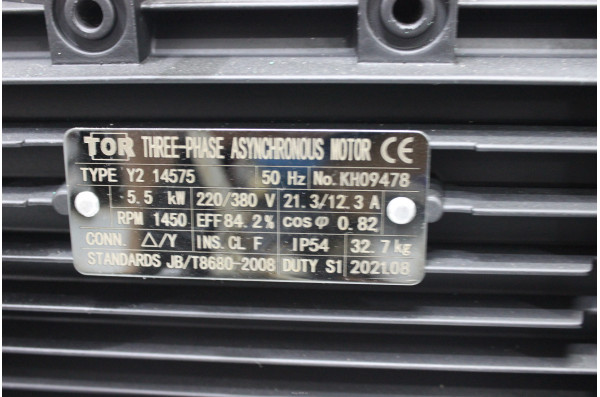 TOR THREE-PHASE ASYNCHRONOUS MOTOR CE
TYPE Y2 14575 50 Hz No. KH09478
5.5 kW 220/380 V 21.3/12.3 A
RPM 1450 EFF 84.2% cosφ 0.82
CONN. △/Y INS. CL F IP54 32.7kg
STANDARDS JB/T8680-2008 DUTY S1 2021.08